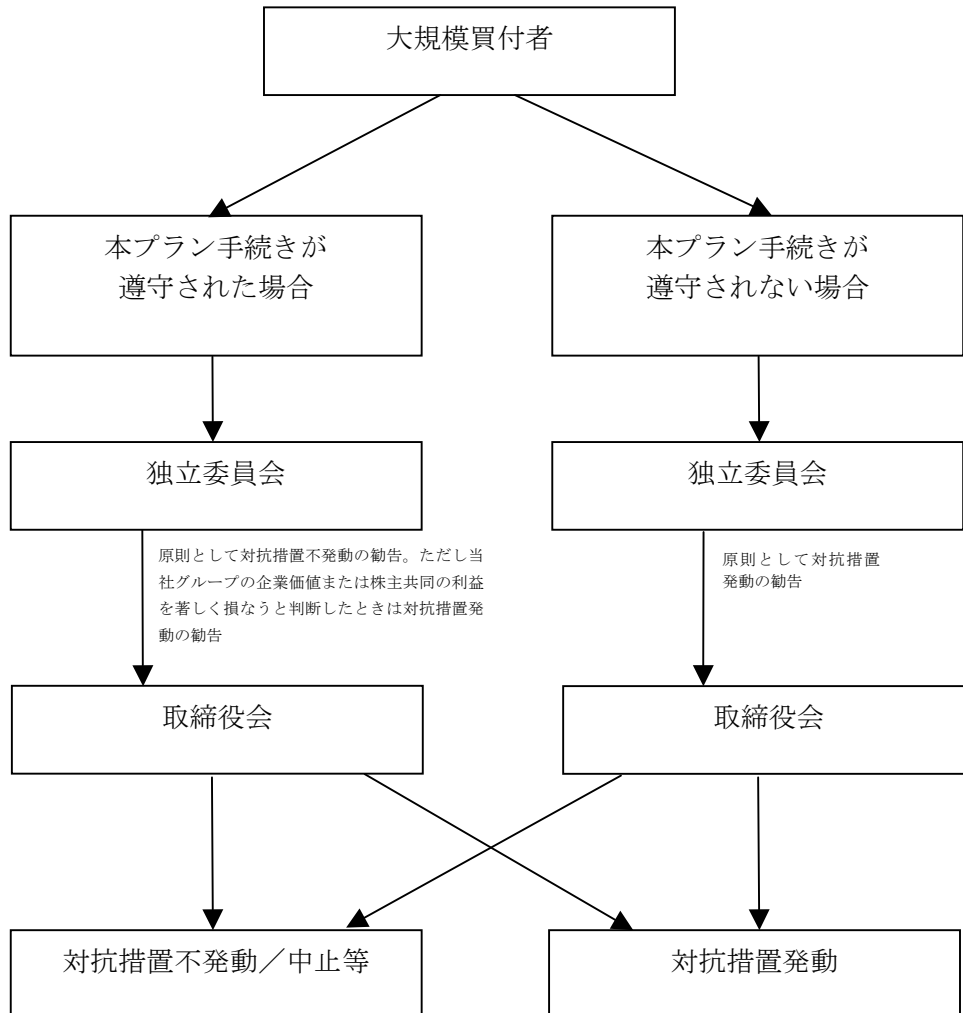 大規模買付者
本プラン手続きが
遵守された場合
本プラン手続きが
遵守されない場合
独立委員会
独立委員会
原則として対抗措置不発動の勧告。ただし当
社グループの企業価値または株主共同の利益
を著しく損なうと判断したときは対抗措置発
動の勧告
原則として対抗措置
発動の勧告
取締役会
取締役会
対抗措置不発動／中止等
対抗措置発動